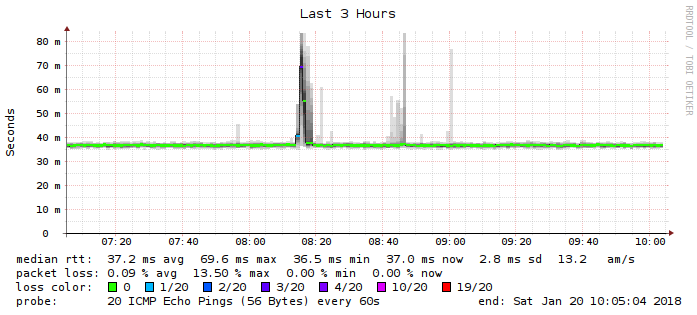 Last 3 Hours
RRDTOOL / TOBI OETIKER
Seconds
80 m
70 m
60 m
50 m
40 m
30 m
20 m
10 m
0
07:20 07:40 08:00 08:20 08:40 09:00 09:20 09:40 10:00
median rtt: 37.2 ms avg 69.6 ms max 36.5 ms min 37.0 ms now 2.8 ms sd 13.2 am/s
packet loss: 0.09 % avg 13.50 % max 0.00 % min 0.00 % now
loss color: 0 1/20 2/20 3/20 4/20 10/20 19/20
probe: 20 ICMP Echo Pings (56 Bytes) every 60s end: Sat Jan 20 10:05:04 2018